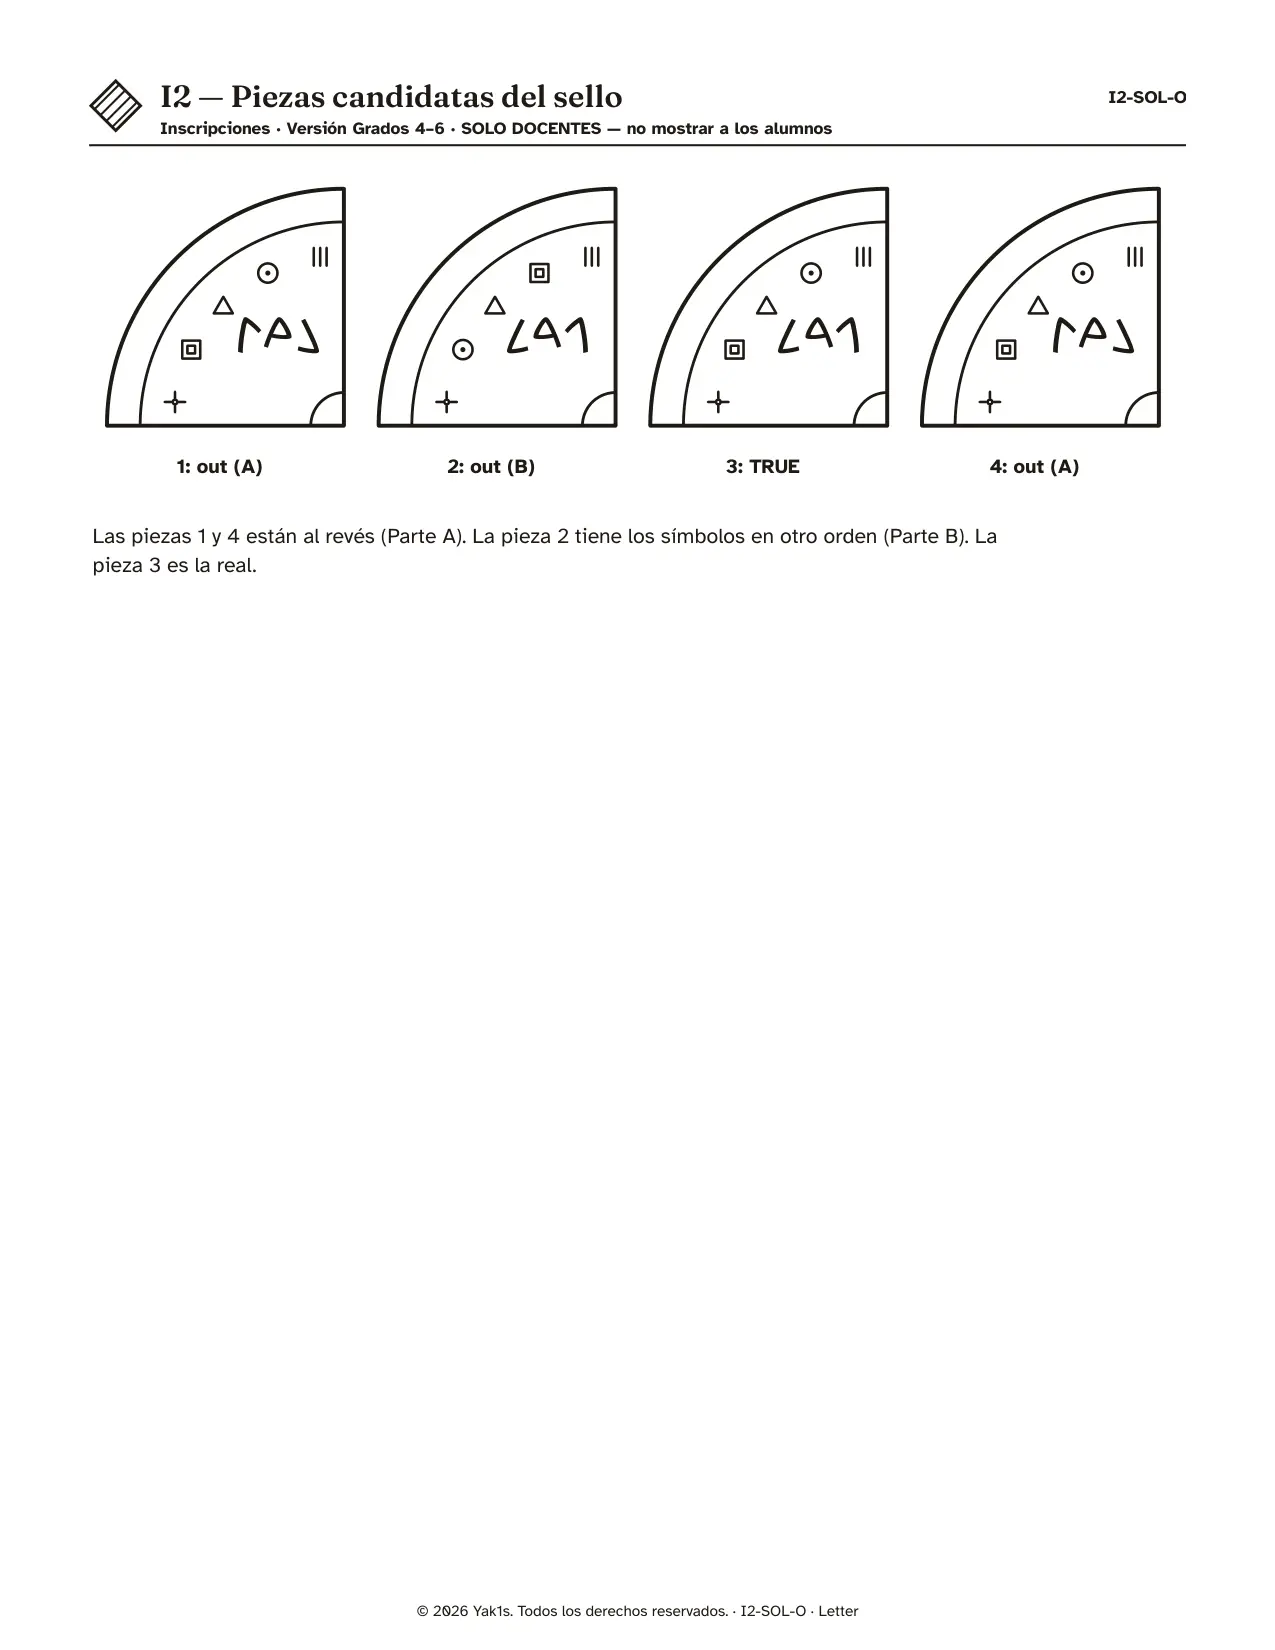 I2 — Piezas candidatas del sello
I2-SOL-O
Inscripciones · Versión Grados 4–6 · SOLO DOCENTES — no mostrar a los alumnos
1: out (A)
2: out (B)
3: TRUE
4: out (A)
Las piezas 1 y 4 están al revés (Parte A). La pieza 2 tiene los símbolos en otro orden (Parte B). La
pieza 3 es la real.
© 2026 Yak1s. Todos los derechos reservados. · I2-SOL-O · Letter